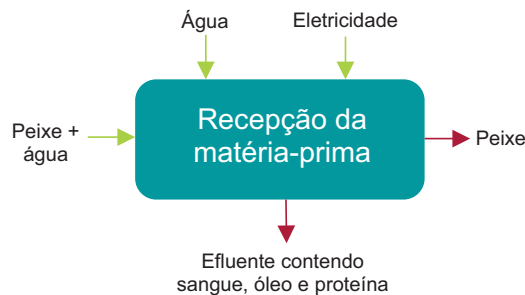 Água
Eletricidade
Peixe +
água
Recepção da
matéria-prima
Peixe
Efluente contendo
sangue, óleo e proteína